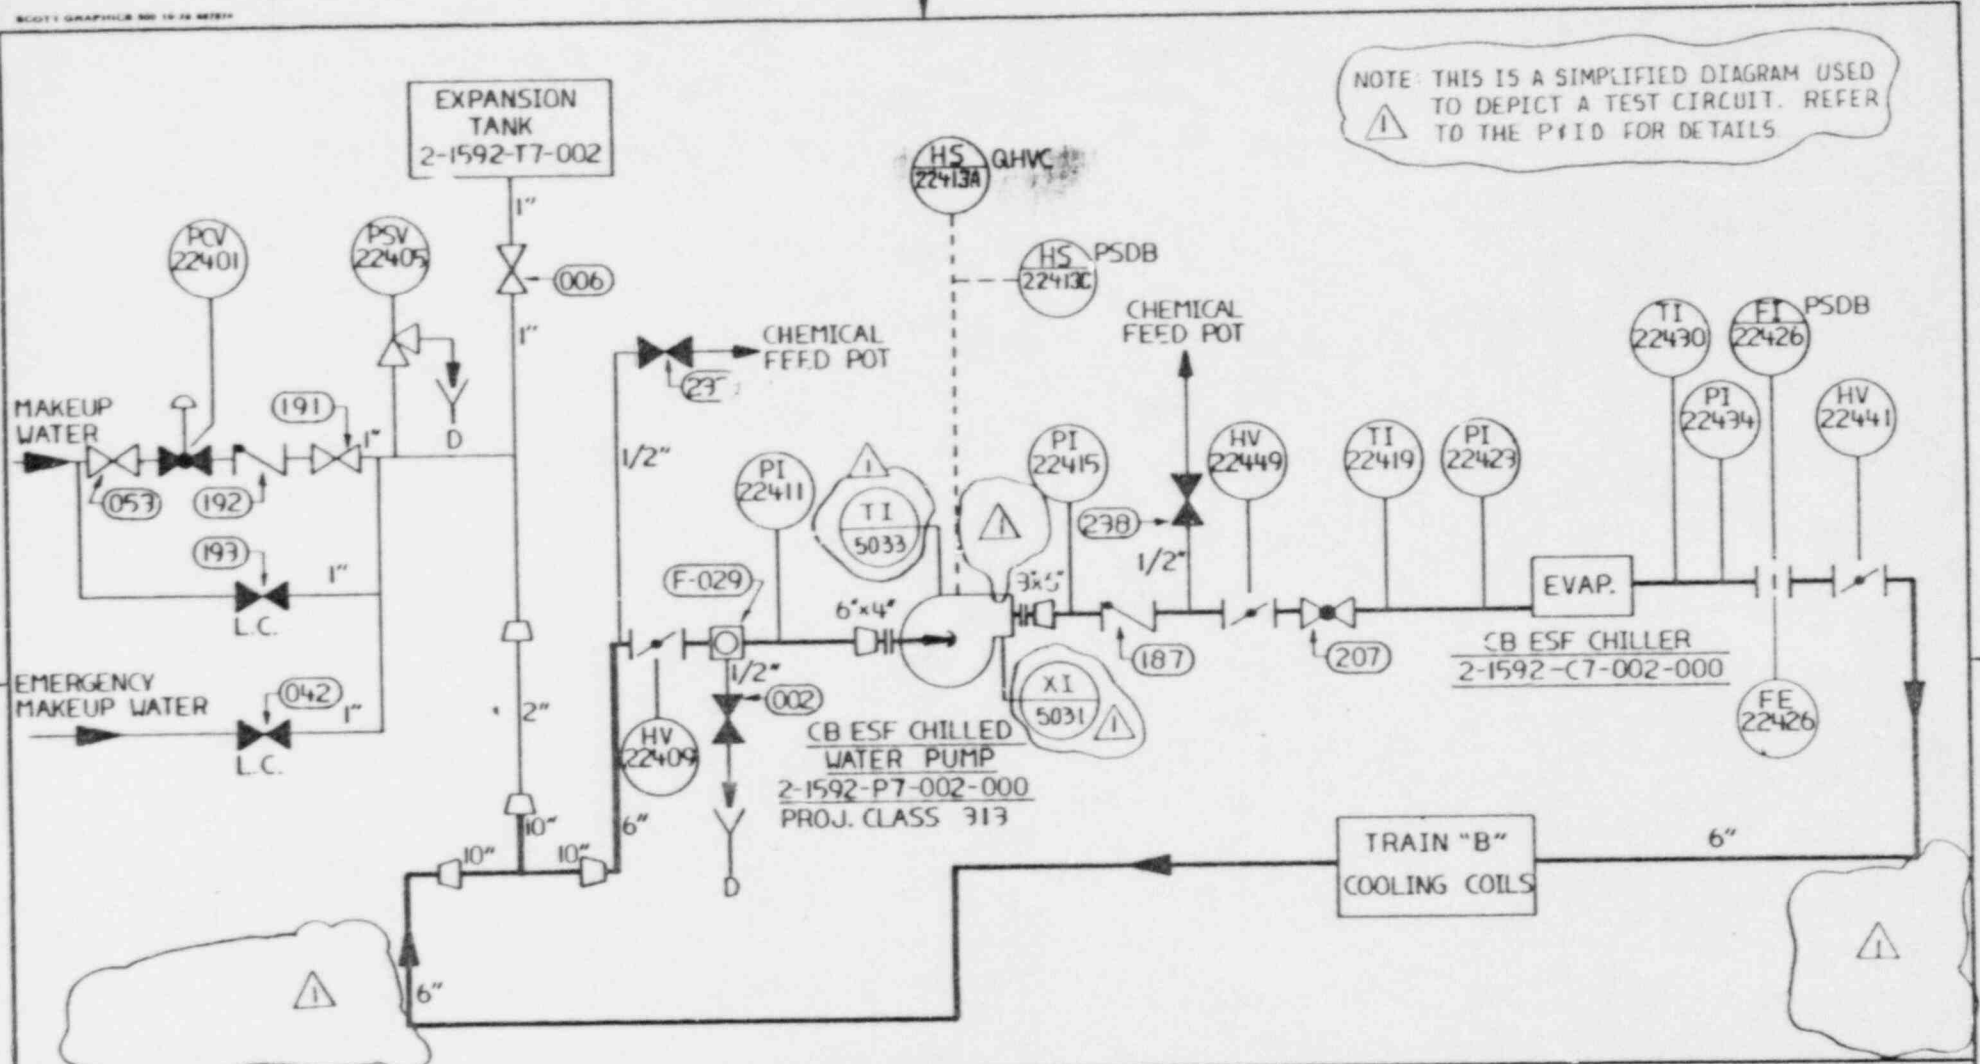 NOTE: THIS IS A SIMPLIFIED DIAGRAM USED
TO DEPICT A TEST CIRCUIT. REFER
TO THE P&ID FOR DETAILS.
1
EXPANSION
TANK
2-1592-T7-002
1"
006
1"
HS
22413A
QHVC
HS
22413C
PSDB
PCV
22401
PSV
22405
D
MAKEUP
WATER
053
192
191
1"
193
L.C.
1"
EMERGENCY
MAKEUP WATER
042
L.C.
1"
2"
10"
10"
10"
6"
6"
1
CHEMICAL
FEED POT
1/2"
HV
22409
F-029
1/2"
002
D
PI
22411
6"x4"
1
TI
5033
1
XI
5031
1
CB ESF CHILLED
WATER PUMP
2-1592-P7-002-000
PROJ. CLASS 313
PI
22415
187
CHEMICAL
FEED POT
238
1/2"
HV
22449
207
TI
22419
PI
22423
EVAP.
CB ESF CHILLER
2-1592-C7-002-000
TI
22430
PI
22434
FI
22426
PSDB
HV
22441
FE
22426
TRAIN "B"
COOLING COILS
6"
1